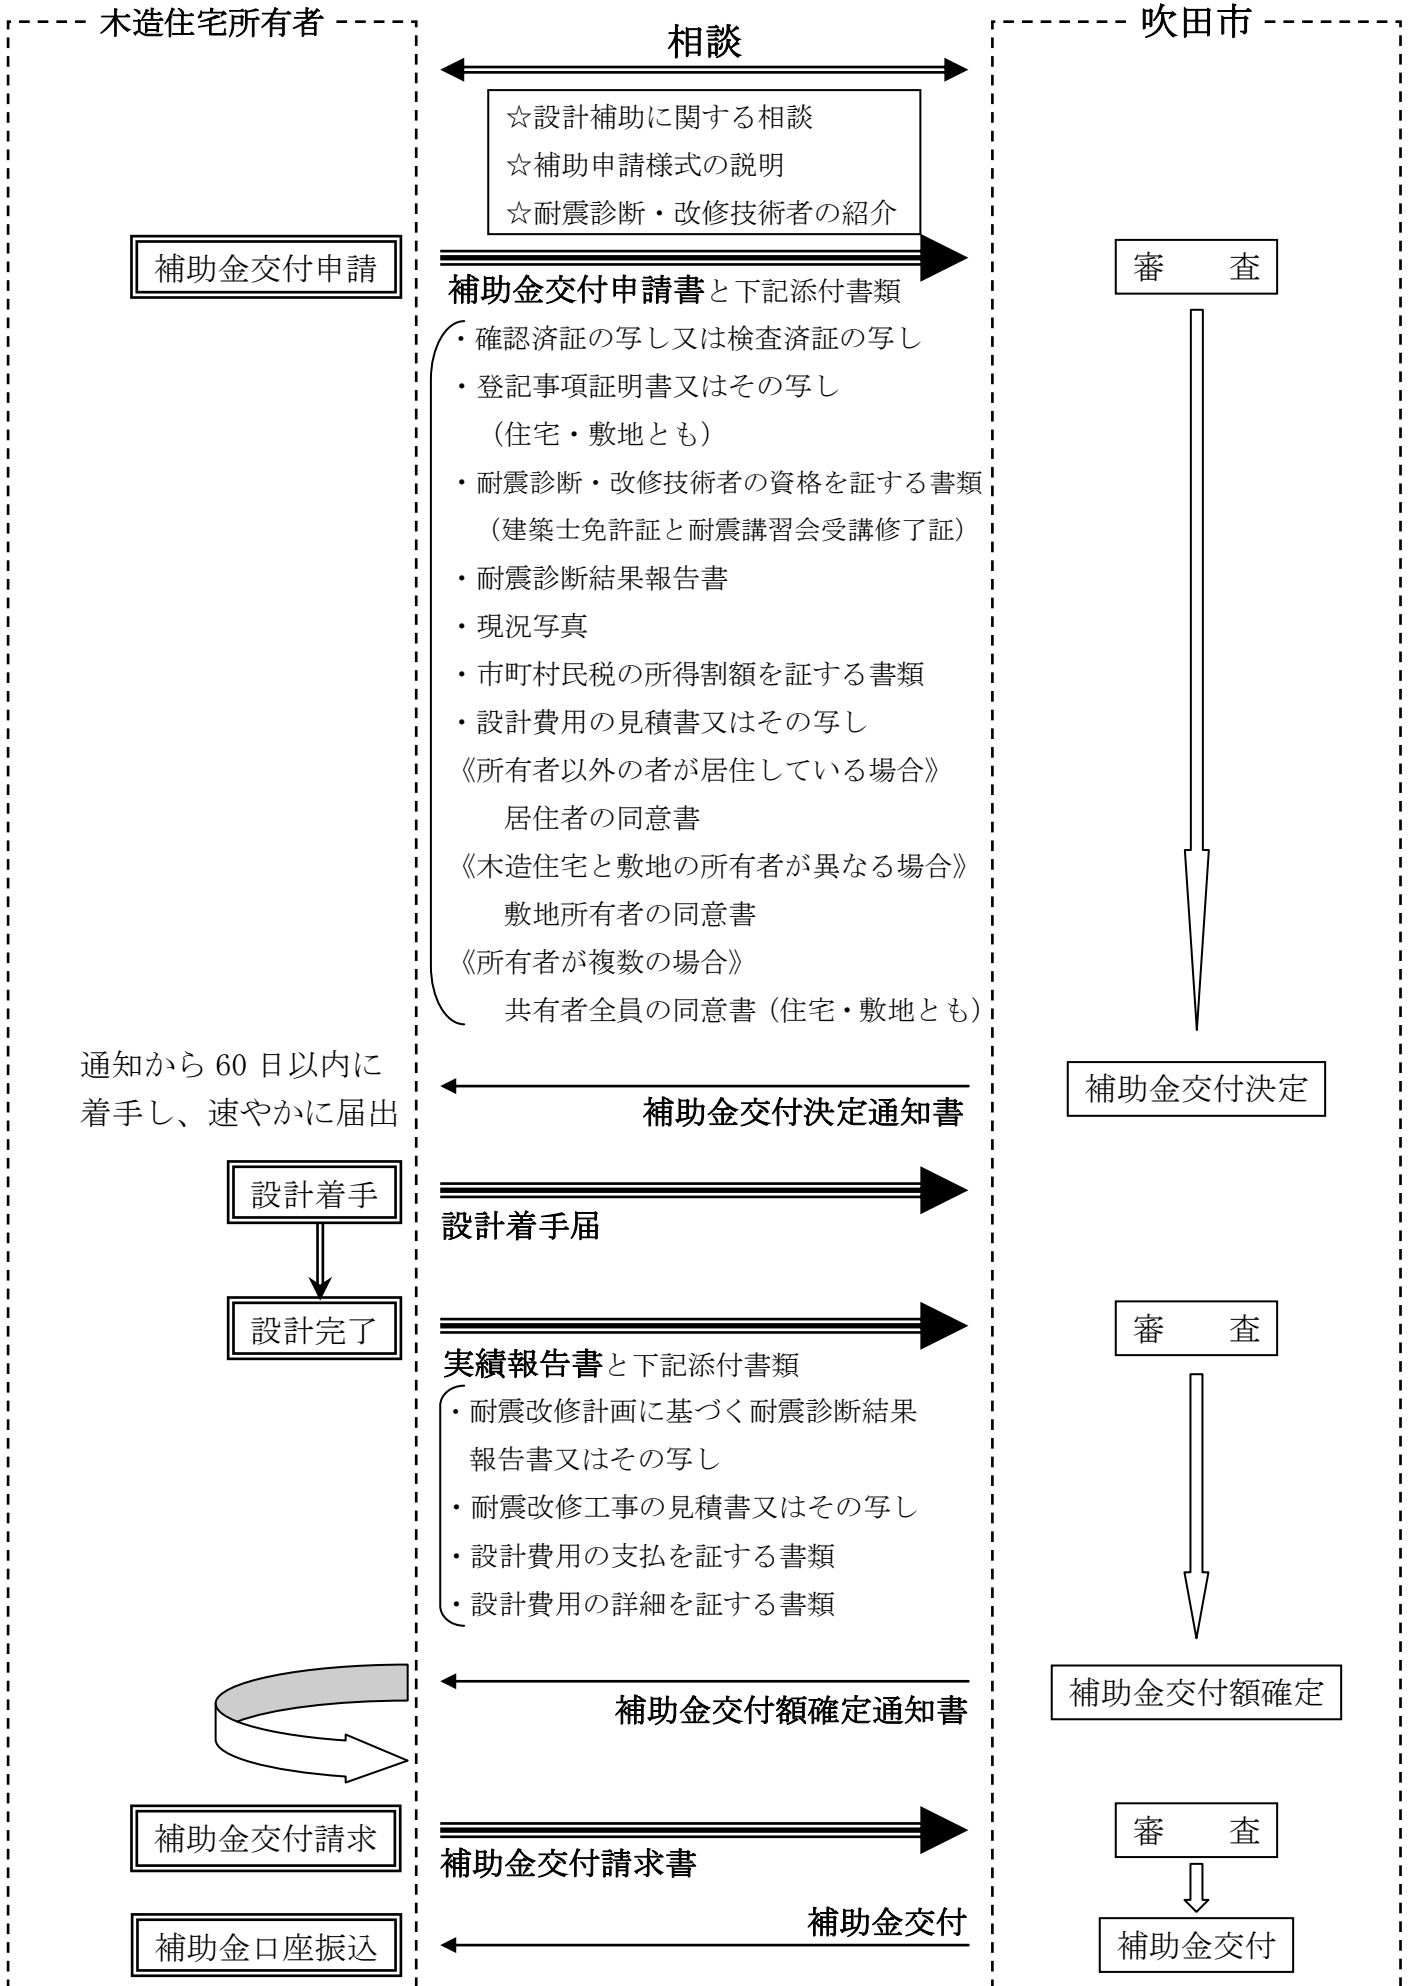 木造住宅所有者
吹田市
相談
☆設計補助に関する相談
☆補助申請様式の説明
☆耐震診断・改修技術者の紹介
補助金交付申請
審　査
補助金交付申請書と下記添付書類
・確認済証の写し又は検査済証の写し
・登記事項証明書又はその写し
（住宅・敷地とも）
・耐震診断・改修技術者の資格を証する書類
（建築士免許証と耐震講習会受講修了証）
・耐震診断結果報告書
・現況写真
・市町村民税の所得割額を証する書類
・設計費用の見積書又はその写し
《所有者以外の者が居住している場合》
居住者の同意書
《木造住宅と敷地の所有者が異なる場合》
敷地所有者の同意書
《所有者が複数の場合》
共有者全員の同意書（住宅・敷地とも）
通知から 60 日以内に
着手し、速やかに届出
補助金交付決定
補助金交付決定通知書
設計着手
設計着手届
設計完了
審　査
実績報告書と下記添付書類
・耐震改修計画に基づく耐震診断結果
報告書又はその写し
・耐震改修工事の見積書又はその写し
・設計費用の支払を証する書類
・設計費用の詳細を証する書類
補助金交付額確定
補助金交付額確定通知書
補助金交付請求
審　査
補助金交付請求書
補助金交付
補助金口座振込
補助金交付